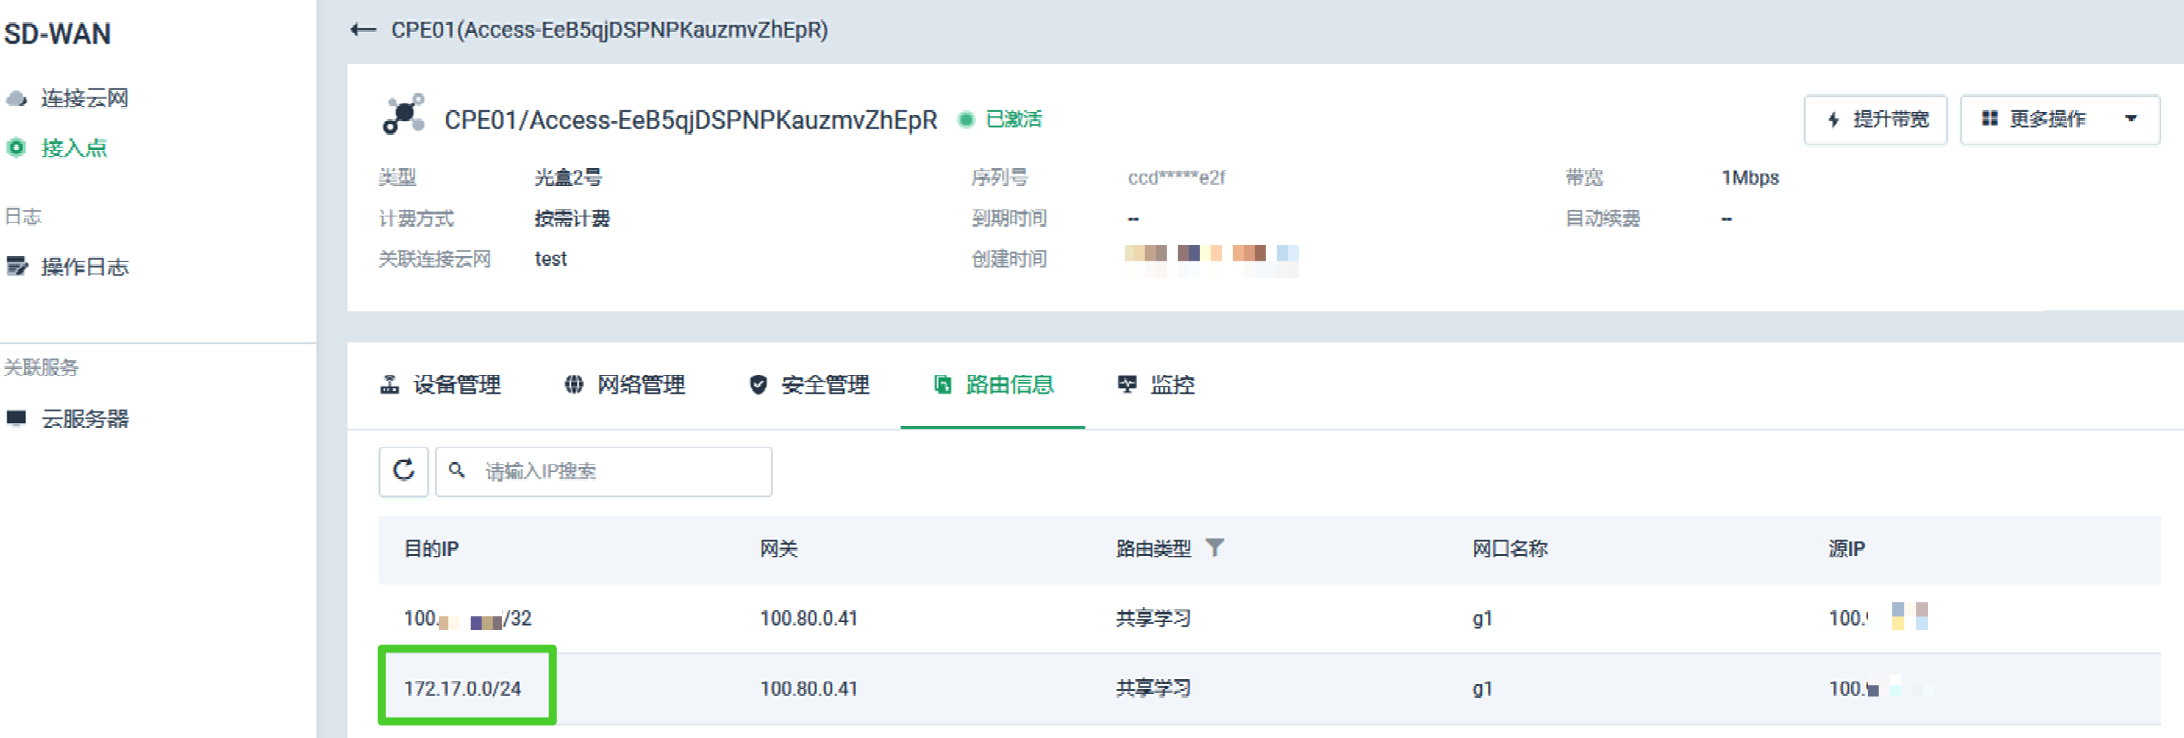 SD-WAN
连接云网
接入点
日志
操作日志
关联服务
云服务器
CPE01(Access-EeB5qjDSPNPKauzmvZhEpR)
CPE01/Access-EeB5qjDSPNPKauzmvZhEpR 已激活
提升带宽 更多操作
类型 光盒2号 序列号 ccd*****e2f 带宽 1Mbps
计费方式 按需计费 到期时间 -- 自动续费 --
关联连接云网 test 创建时间
设备管理 网络管理 安全管理 路由信息 监控
请输入IP搜索
目的IP 网关 路由类型 网口名称 源IP
100. /32 100.80.0.41 共享学习 g1 100.
172.17.0.0/24 100.80.0.41 共享学习 g1 100.